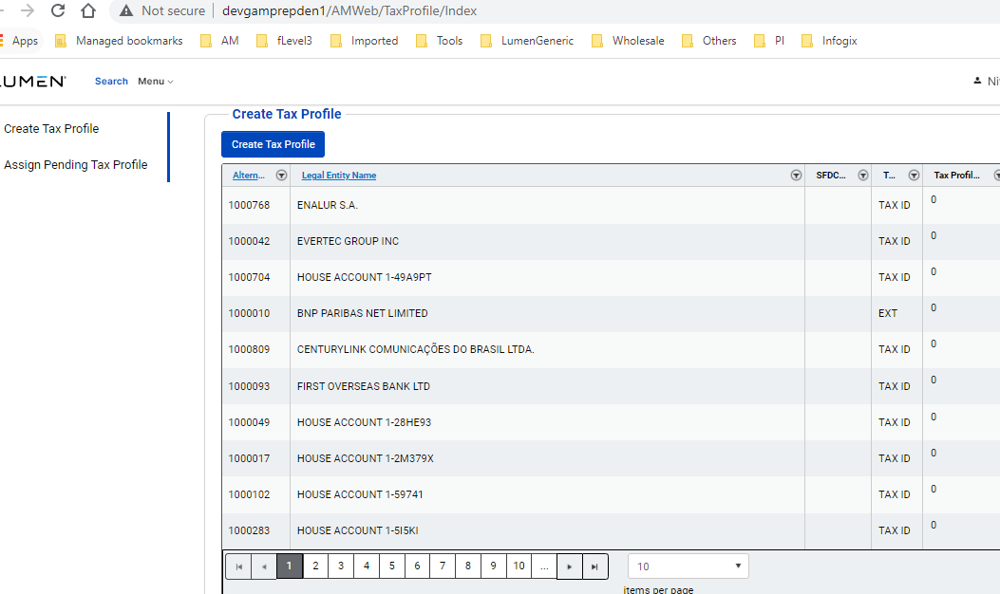 Not secure | devgamprepden1/AMWeb/TaxProfile/Index
Apps Managed bookmarks AM fLevel3 Imported Tools LumenGeneric Wholesale Others PI Infogix
LUMEN® Search Menu
Create Tax Profile
Assign Pending Tax Profile
Create Tax Profile
Create Tax Profile
Altern... Legal Entity Name SFDC... T... Tax Profil...
1000768 ENALUR S.A. TAX ID 0
1000042 EVERTEC GROUP INC TAX ID 0
1000704 HOUSE ACCOUNT 1-49A9PT TAX ID 0
1000010 BNP PARIBAS NET LIMITED EXT 0
1000809 CENTURYLINK COMUNICAÇÕES DO BRASIL LTDA. TAX ID 0
1000093 FIRST OVERSEAS BANK LTD TAX ID 0
1000049 HOUSE ACCOUNT 1-28HE93 TAX ID 0
1000017 HOUSE ACCOUNT 1-2M379X TAX ID 0
1000102 HOUSE ACCOUNT 1-59741 TAX ID 0
1000283 HOUSE ACCOUNT 1-5I5KI TAX ID 0
1 2 3 4 5 6 7 8 9 10 ... 10
items per page